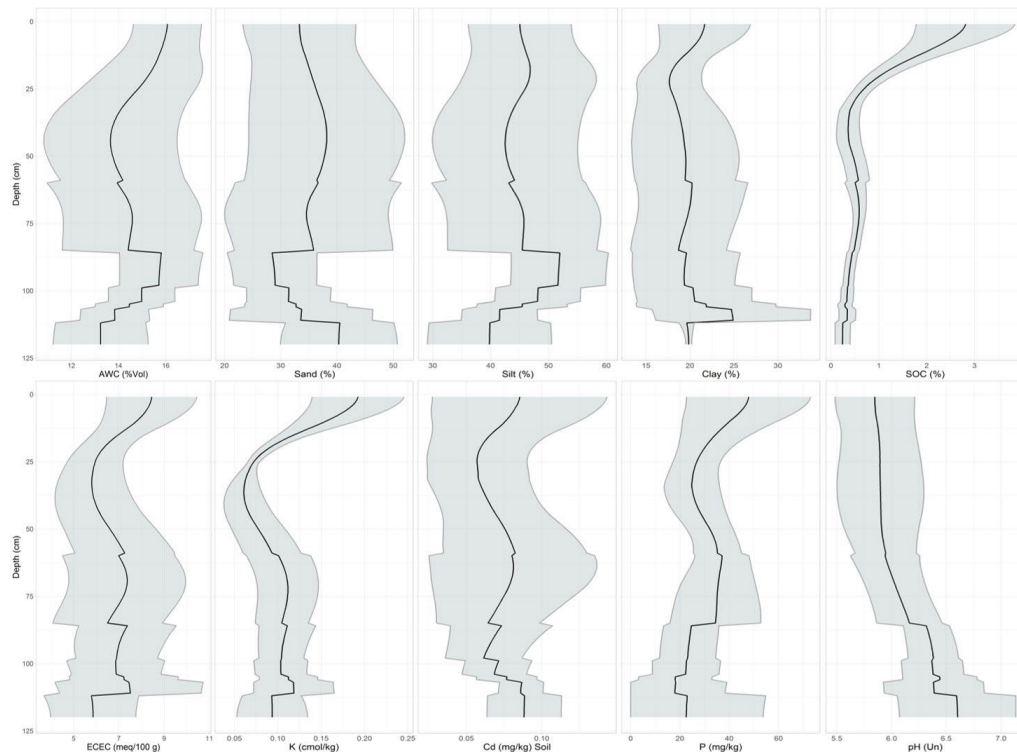 0
25
50
75
100
125
Depth (cm)
12 14 16
AWC (%Vol)
20 30 40 50
Sand (%)
30 40 50 60
Silt (%)
15 20 25 30
Clay (%)
0 1 2 3
SOC (%)
0
25
50
75
100
125
Depth (cm)
5 10
ECEC (meq/100 g)
0.05 0.10 0.15 0.20 0.25
K (cmol/kg)
0.05 0.10
Cd (mg/kg) Soil
0 20 40 60
P (mg/kg)
5.5 6.0 6.5 7.0
pH (Un)